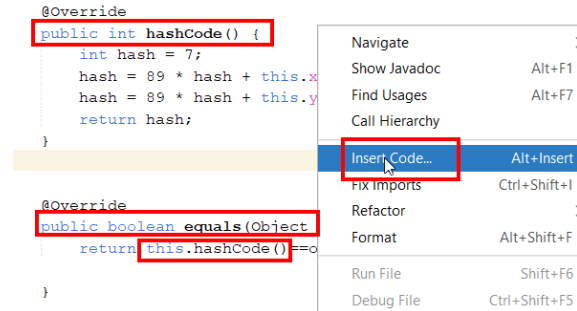 @Override
public int hashCode() {
int hash = 7;
hash = 89 * hash + this.x
hash = 89 * hash + this.y
return hash;
}
@Override
public boolean equals(Object
return this.hashCode()==o
}
Navigate
Show Javadoc Alt+F1
Find Usages Alt+F7
Call Hierarchy
Insert Code... Alt+Insert
Fix Imports Ctrl+Shift+I
Refactor
Format Alt+Shift+F
Run File Shift+F6
Debug File Ctrl+Shift+F5